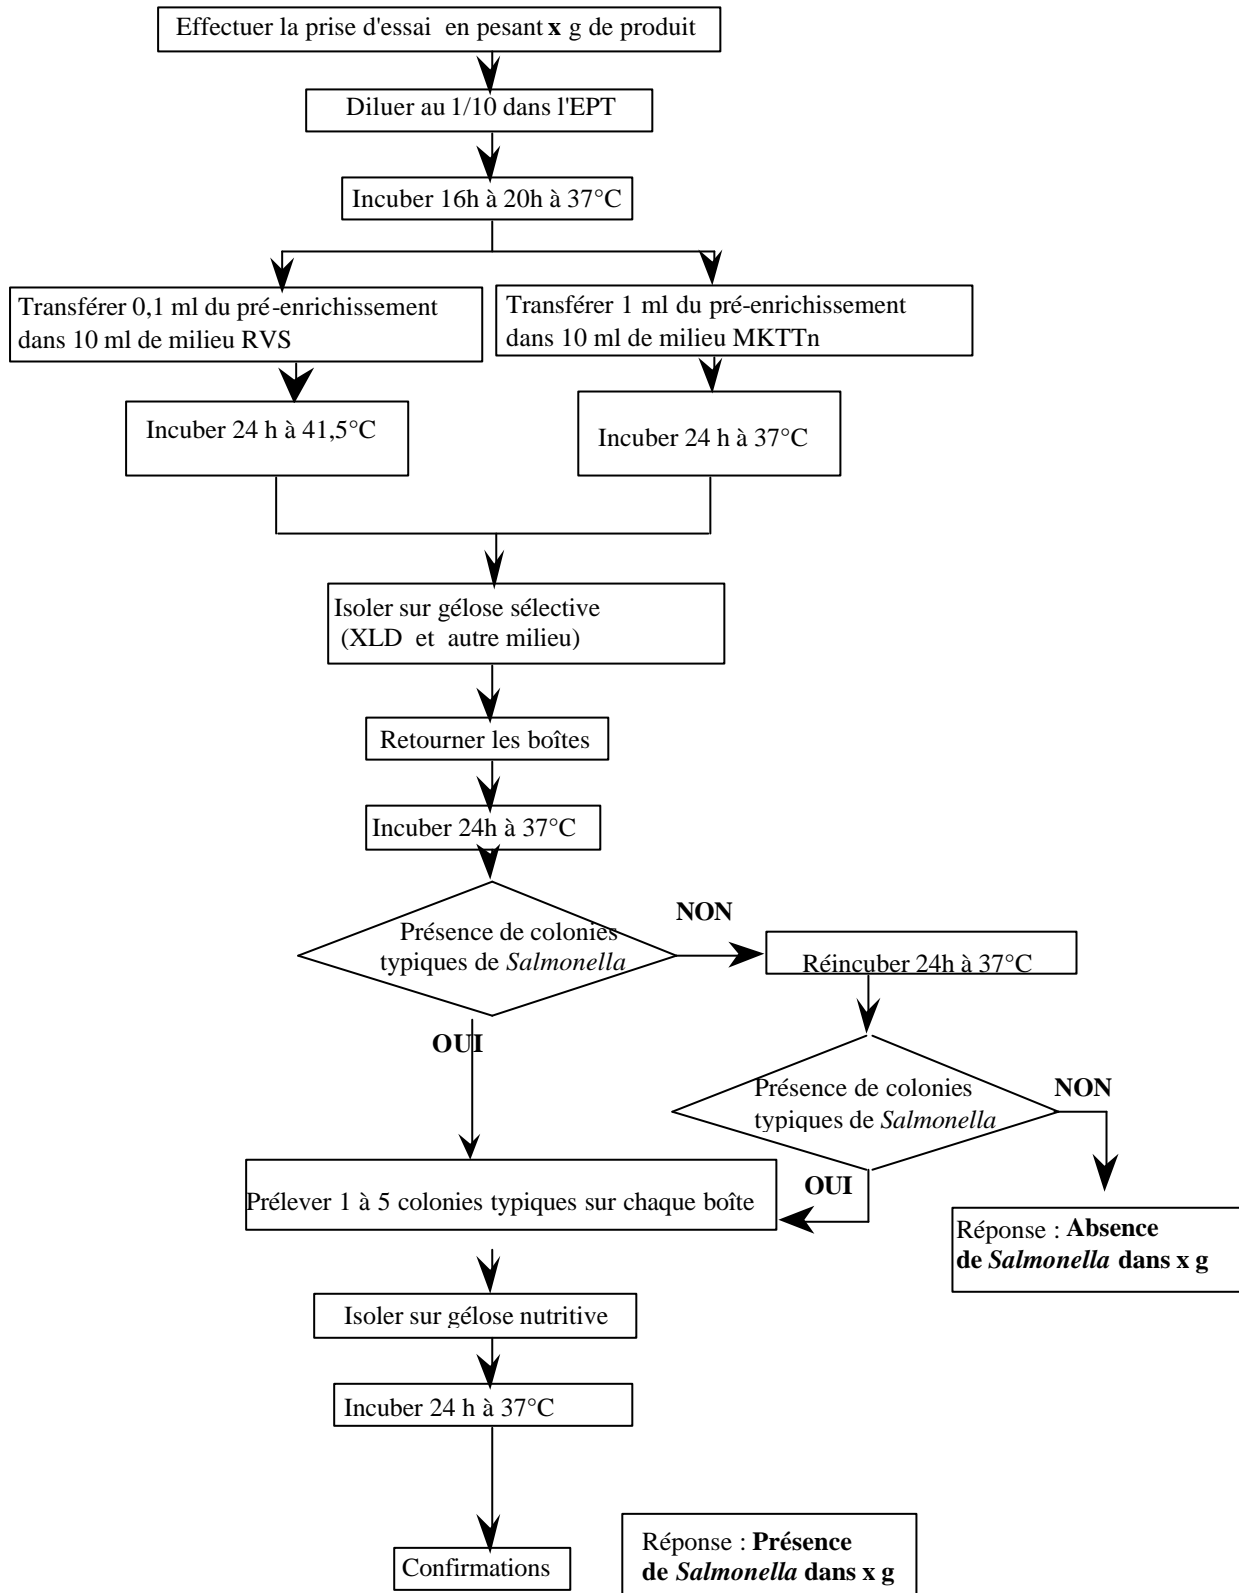 Effectuer la prise d'essai en pesant x g de produit
Diluer au 1/10 dans l'EPT
Incuber 16h à 20h à 37°C
Transférer 0,1 ml du pré-enrichissement
dans 10 ml de milieu RVS
Transférer 1 ml du pré-enrichissement
dans 10 ml de milieu MKTTn
Incuber 24 h à 41,5°C
Incuber 24 h à 37°C
Isoler sur gélose sélective
(XLD et autre milieu)
Retourner les boîtes
Incuber 24h à 37°C
Présence de colonies
typiques de Salmonella
NON
Réincuber 24h à 37°C
OUI
Présence de colonies
typiques de Salmonella
NON
OUI
Prélever 1 à 5 colonies typiques sur chaque boîte
Réponse : Absence
de Salmonella dans x g
Isoler sur gélose nutritive
Incuber 24 h à 37°C
Confirmations
Réponse : Présence
de Salmonella dans x g